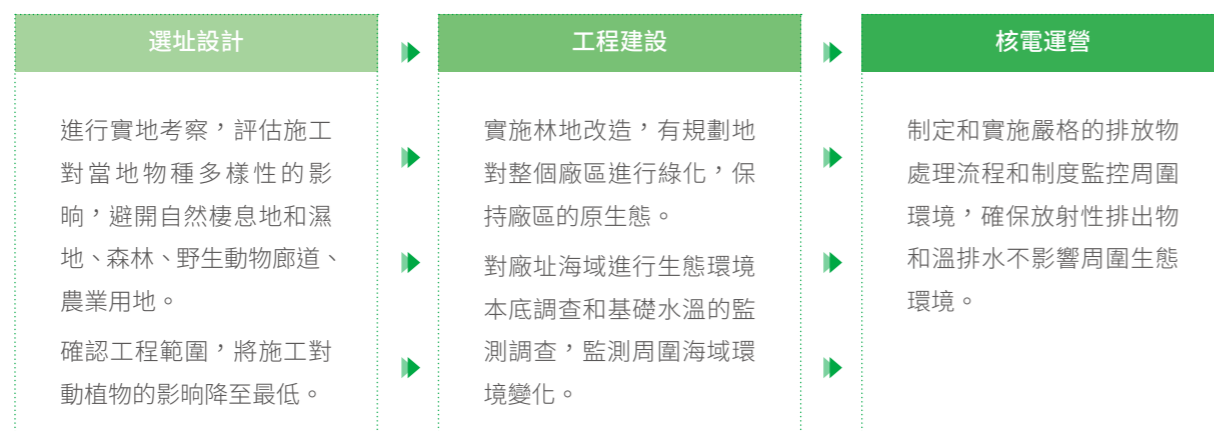 選址設計
進行實地考察，評估施工
對當地物種多樣性的影
響，避開自然棲息地和濕
地、森林、野生動物廊道、
農業用地。
確認工程範圍，將施工對
動植物的影響降至最低。
工程建設
實施林地改造，有規劃地
對整個廠區進行綠化，保
持廠區的原生態。
對廠址海域進行生態環境
本底調查和基礎水溫的監
測調查，監測周圍海域環
境變化。
核電運營
制定和實施嚴格的排放物
處理流程和制度監控周圍
環境，確保放射性排出物
和溫排水不影響周圍生態
環境。